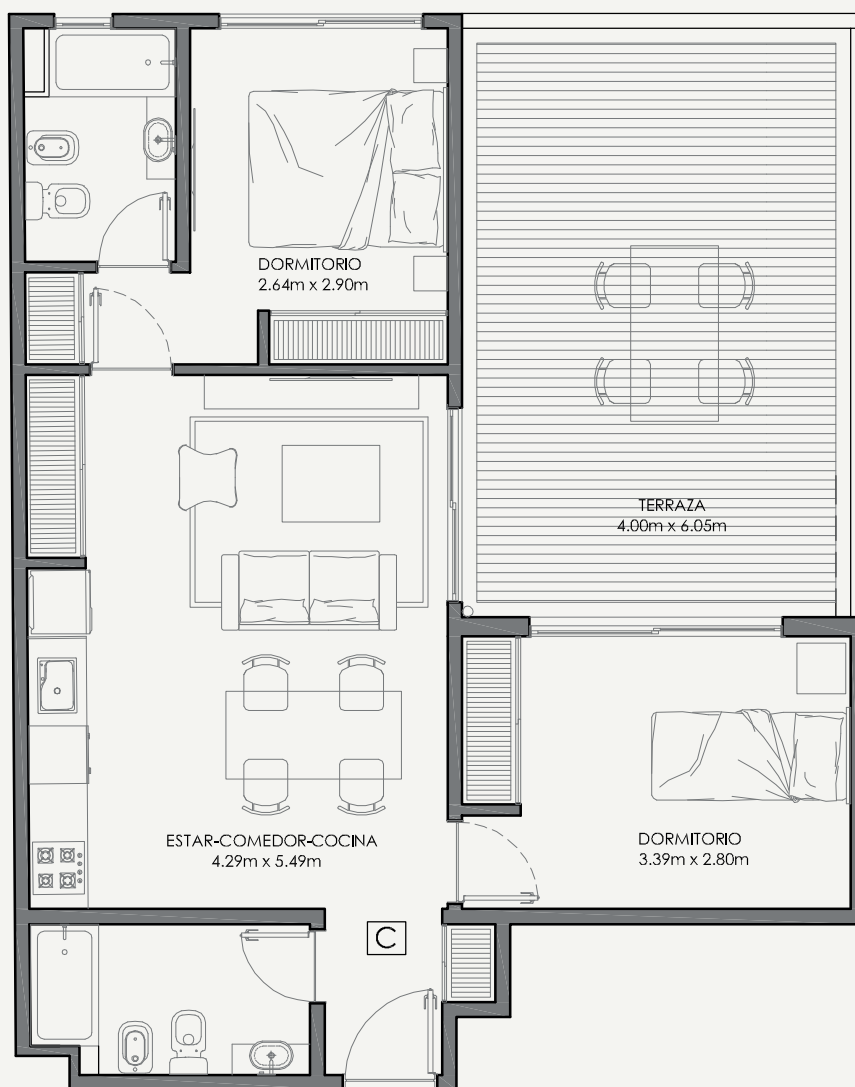 DORMITORIO
2.64m x 2.90m
TERRAZA
4.00m x 6.05m
ESTAR-COMEDOR-COCINA
4.29m x 5.49m
DORMITORIO
3.39m x 2.80m
C